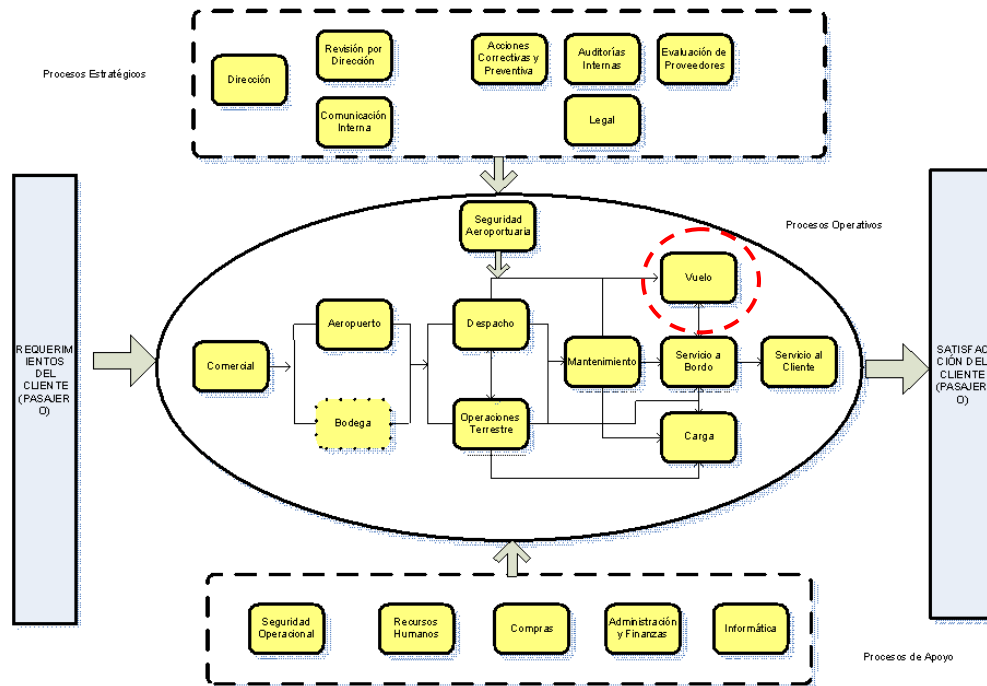 Procesos Estratégicos
Dirección
Revisión por
Dirección
Comunicación
Interna
Acciones
Correctivas y
Preventiva
Auditorías
Internas
Legal
Evaluación de
Proveedores
REQUERIM
IENTOS
DEL
CLIENTE
(PASAJER
O)
Procesos Operativos
Seguridad
Aeroportuaria
Comercial
Aeropuerto
Bodega
Despacho
Operaciones
Terrestre
Mantenimiento
Vuelo
Servicio a
Bordo
Carga
Servicio al
Cliente
SATISFAC
CIÓN DEL
CLIENTE
(PASAJER
O)
Seguridad
Operacional
Recursos
Humanos
Compras
Administración
y Finanzas
Informática
Procesos de Apoyo